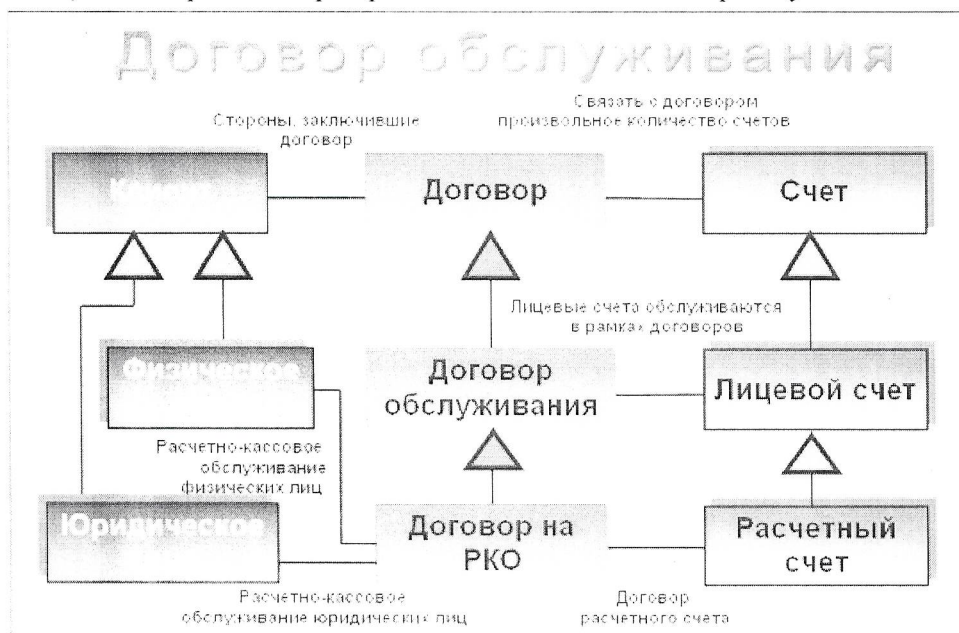 Договор обслуживания
Стороны, заключившие
договор
Связать с договором
произвольное количество счетов
Договор
Счет
Лицевые счета обслуживаются
в рамках договоров
Физическое
Договор
обслуживания
Лицевой счет
Расчетно-кассовое
обслуживание
физических лиц
Юридическое
Договор на
РКО
Расчетный
счет
Расчетно-кассовое
обслуживание юридических лиц
Договор
расчетного счета